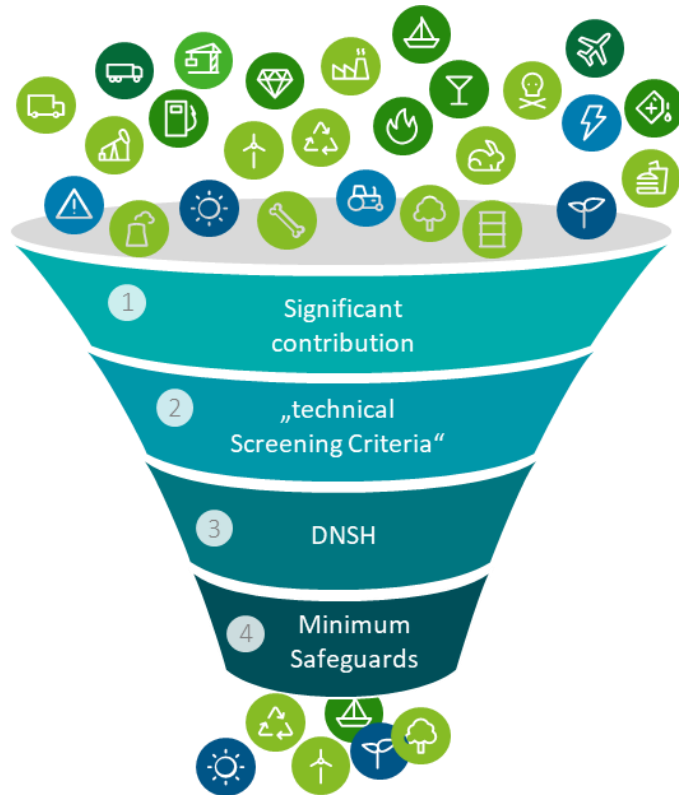 1
Significant
contribution
2
„technical
Screening Criteria“
3
DNSH
4
Minimum
Safeguards